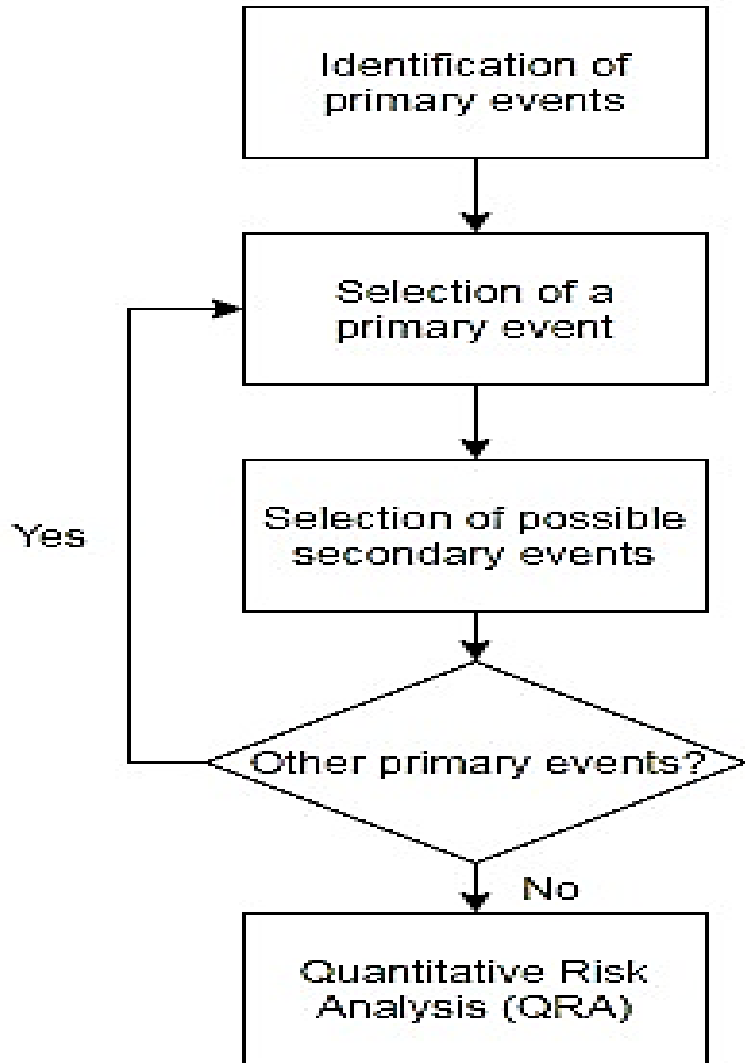 Identification of
primary events
Selection of a
primary event
Selection of possible
secondary events
Yes
Other primary events?
No
Quantitative Risk
Analysis (QRA)